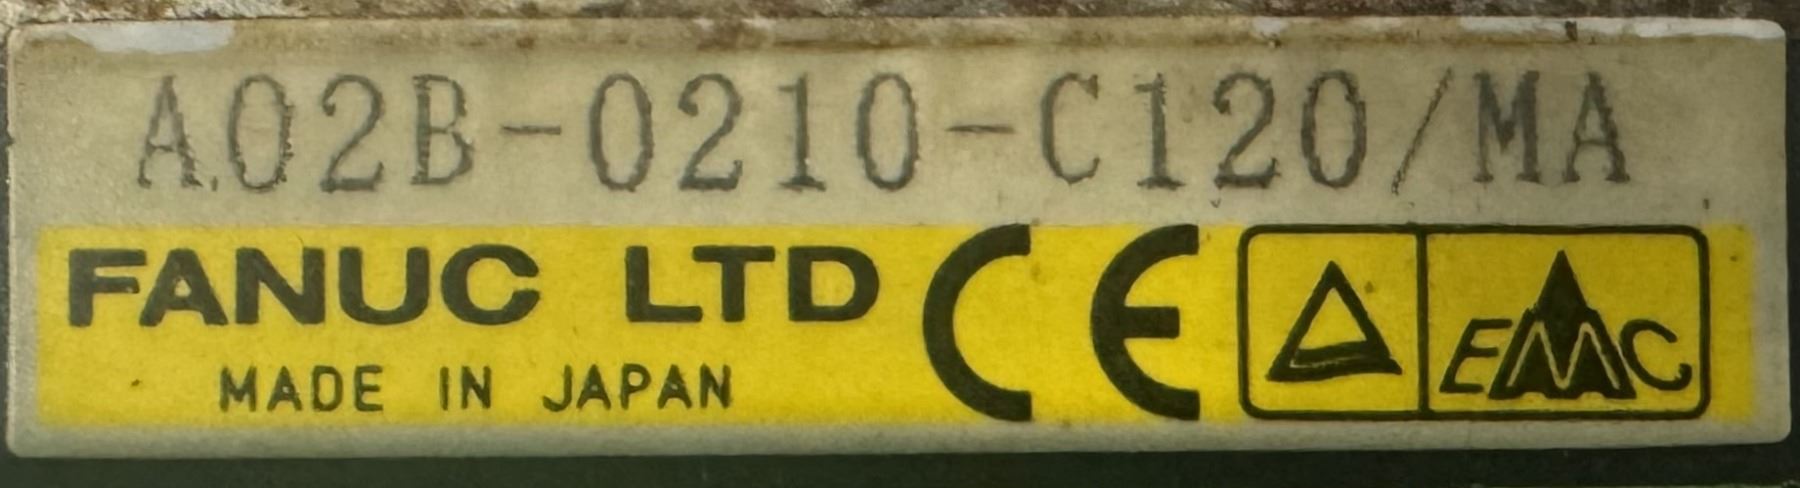 A02B-0210-C120/MA
FANUC LTD CE EMC
MADE IN JAPAN